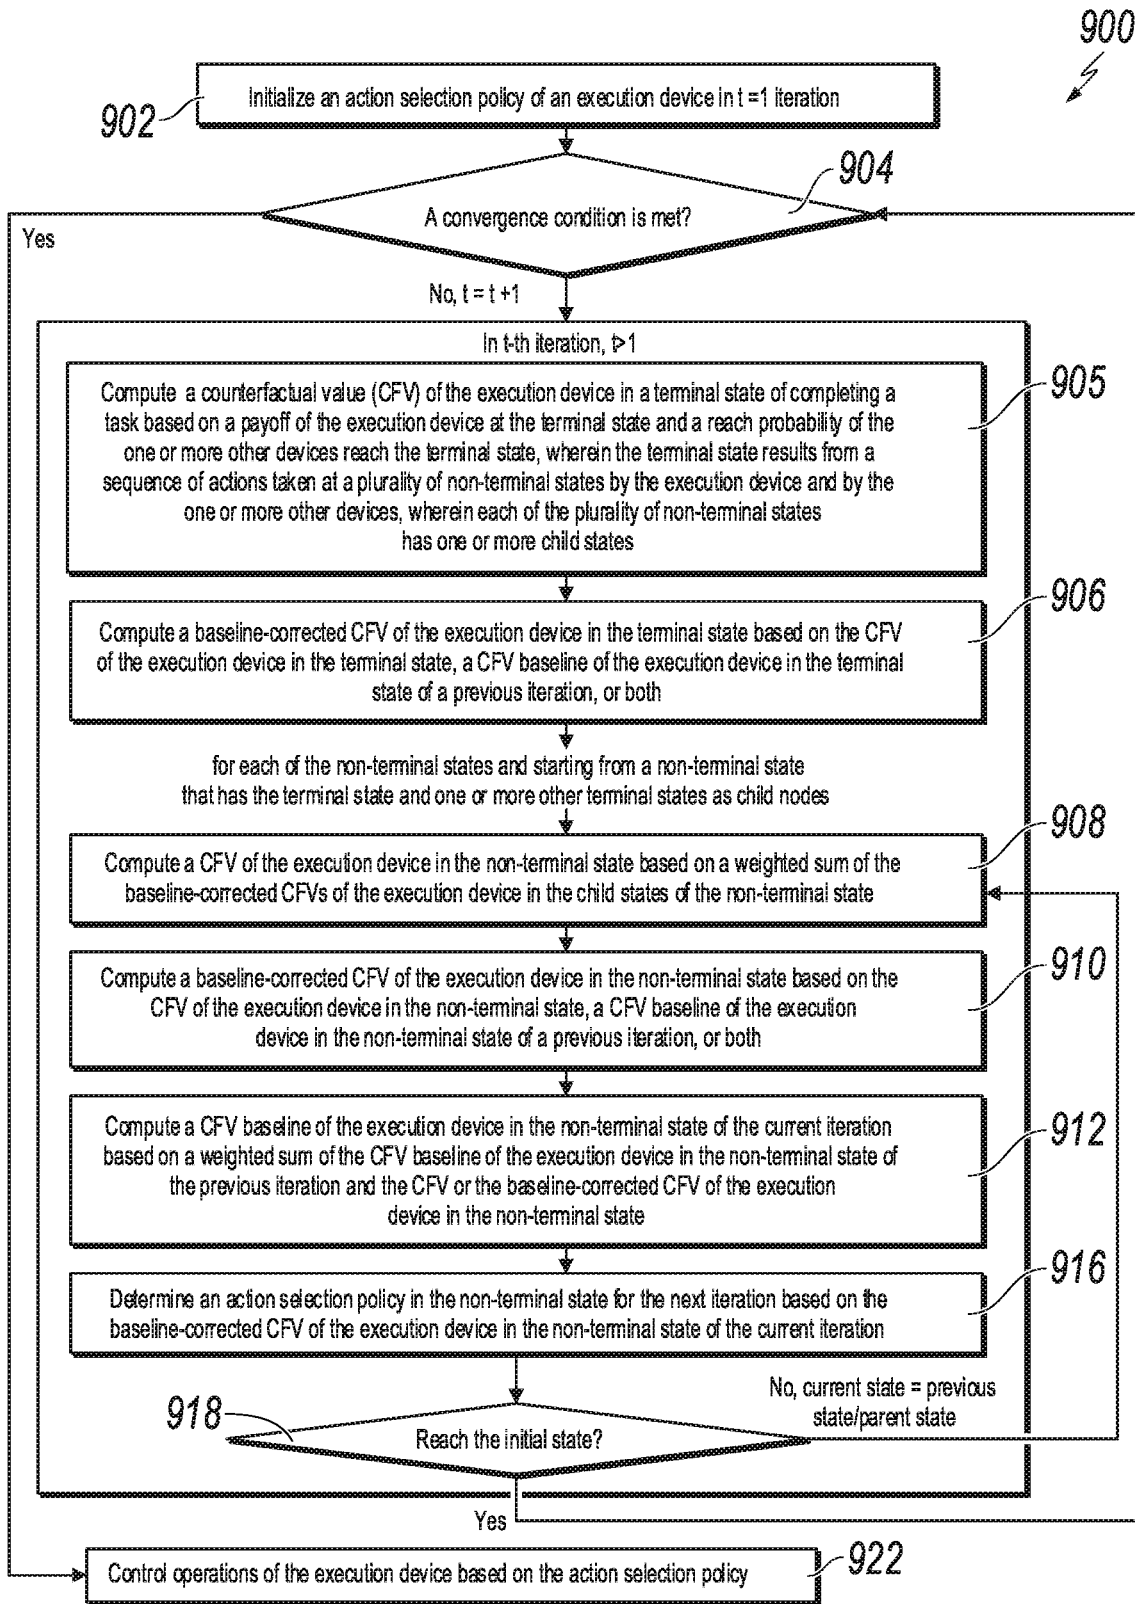 900
Initialize an action selection policy of an execution device in t =1 iteration
902
904
A convergence condition is met?
Yes
No, t = t +1
In t-th iteration, t>1
905
Compute a counterfactual value (CFV) of the execution device in a terminal state of completing a
task based on a payoff of the execution device at the terminal state and a reach probability of the
one or more other devices reach the terminal state, wherein the terminal state results from a
sequence of actions taken at a plurality of non-terminal states by the execution device and by the
one or more other devices, wherein each of the plurality of non-terminal states
has one or more child states
906
Compute a baseline-corrected CFV of the execution device in the terminal state based on the CFV
of the execution device in the terminal state, a CFV baseline of the execution device in the terminal
state of a previous iteration, or both
for each of the non-terminal states and starting from a non-terminal state
that has the terminal state and one or more other terminal states as child nodes
908
Compute a CFV of the execution device in the non-terminal state based on a weighted sum of the
baseline-corrected CFVs of the execution device in the child states of the non-terminal state
910
Compute a baseline-corrected CFV of the execution device in the non-terminal state based on the
CFV of the execution device in the non-terminal state, a CFV baseline of the execution
device in the non-terminal state of a previous iteration, or both
912
Compute a CFV baseline of the execution device in the non-terminal state of the current iteration
based on a weighted sum of the CFV baseline of the execution device in the non-terminal state of
the previous iteration and the CFV or the baseline-corrected CFV of the execution
device in the non-terminal state
916
Determine an action selection policy in the non-terminal state for the next iteration based on the
baseline-corrected CFV of the execution device in the non-terminal state of the current iteration
No, current state = previous
state/parent state
918
Reach the initial state?
Yes
922
Control operations of the execution device based on the action selection policy